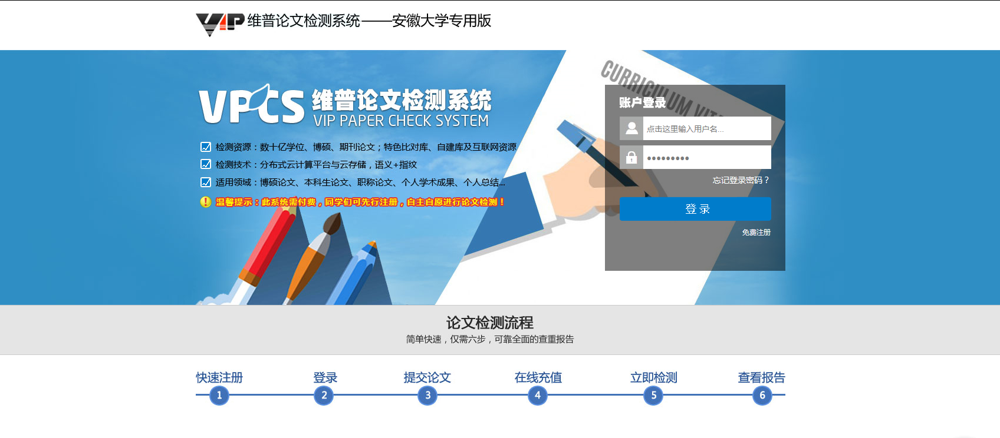 VIP 维普论文检测系统——安徽大学专用版
CURRICULUM VITAE
VPCS 维普论文检测系统
VIP PAPER CHECK SYSTEM
检测资源：数十亿学位、博硕、期刊论文；特色比对库、自建库及互联网资源
检测技术：分布式云计算平台与云存储，语义+指纹
适用领域：博硕论文、本科生论文、职称论文、个人学术成果、个人总结...
温馨提示：此系统需付费，同学们可先行注册，自主自愿进行论文检测！
账户登录
点击这里输入用户名...
•••••••••
忘记登录密码？
登 录
免费注册
论文检测流程
简单快速，仅需六步，可靠全面的查重报告
快速注册 登录 提交论文 在线充值 立即检测 查看报告
1 2 3 4 5 6